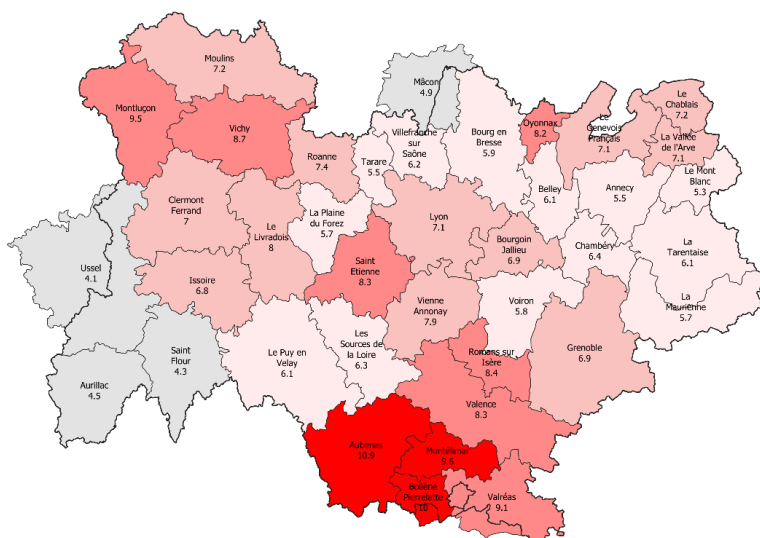 Moulins
7.2
Mâcon
4.9
Le
Chablais
7.2
Montluçon
9.5
Vichy
8.7
Villefranche
sur
Saône
6.2
Bourg en
Bresse
5.9
Oyonnax
8.2
Le
Genevois
Français
7.1
La Vallée
de l'Arve
7.1
Roanne
7.4
Tarare
5.5
Le Mont
Blanc
5.3
Belley
6.1
Annecy
5.5
Clermont
Ferrand
7
Le
Livradois
8
La Plaine
du Forez
5.7
Lyon
7.1
Bourgoin
Jallieu
6.9
Chambéry
6.4
La
Tarentaise
6.1
Ussel
4.1
Issoire
6.8
Saint
Etienne
8.3
Vienne
Annonay
7.9
Voiron
5.8
La
Maurienne
5.7
Saint
Flour
4.3
Le Puy en
Velay
6.1
Les
Sources de
la Loire
6.3
Romans sur
Isère
8.4
Grenoble
6.9
Aurillac
4.5
Valence
8.3
Aubenas
10.9
Montélimar
9.6
Bollène
Pierrelatte
10
Valréas
9.1